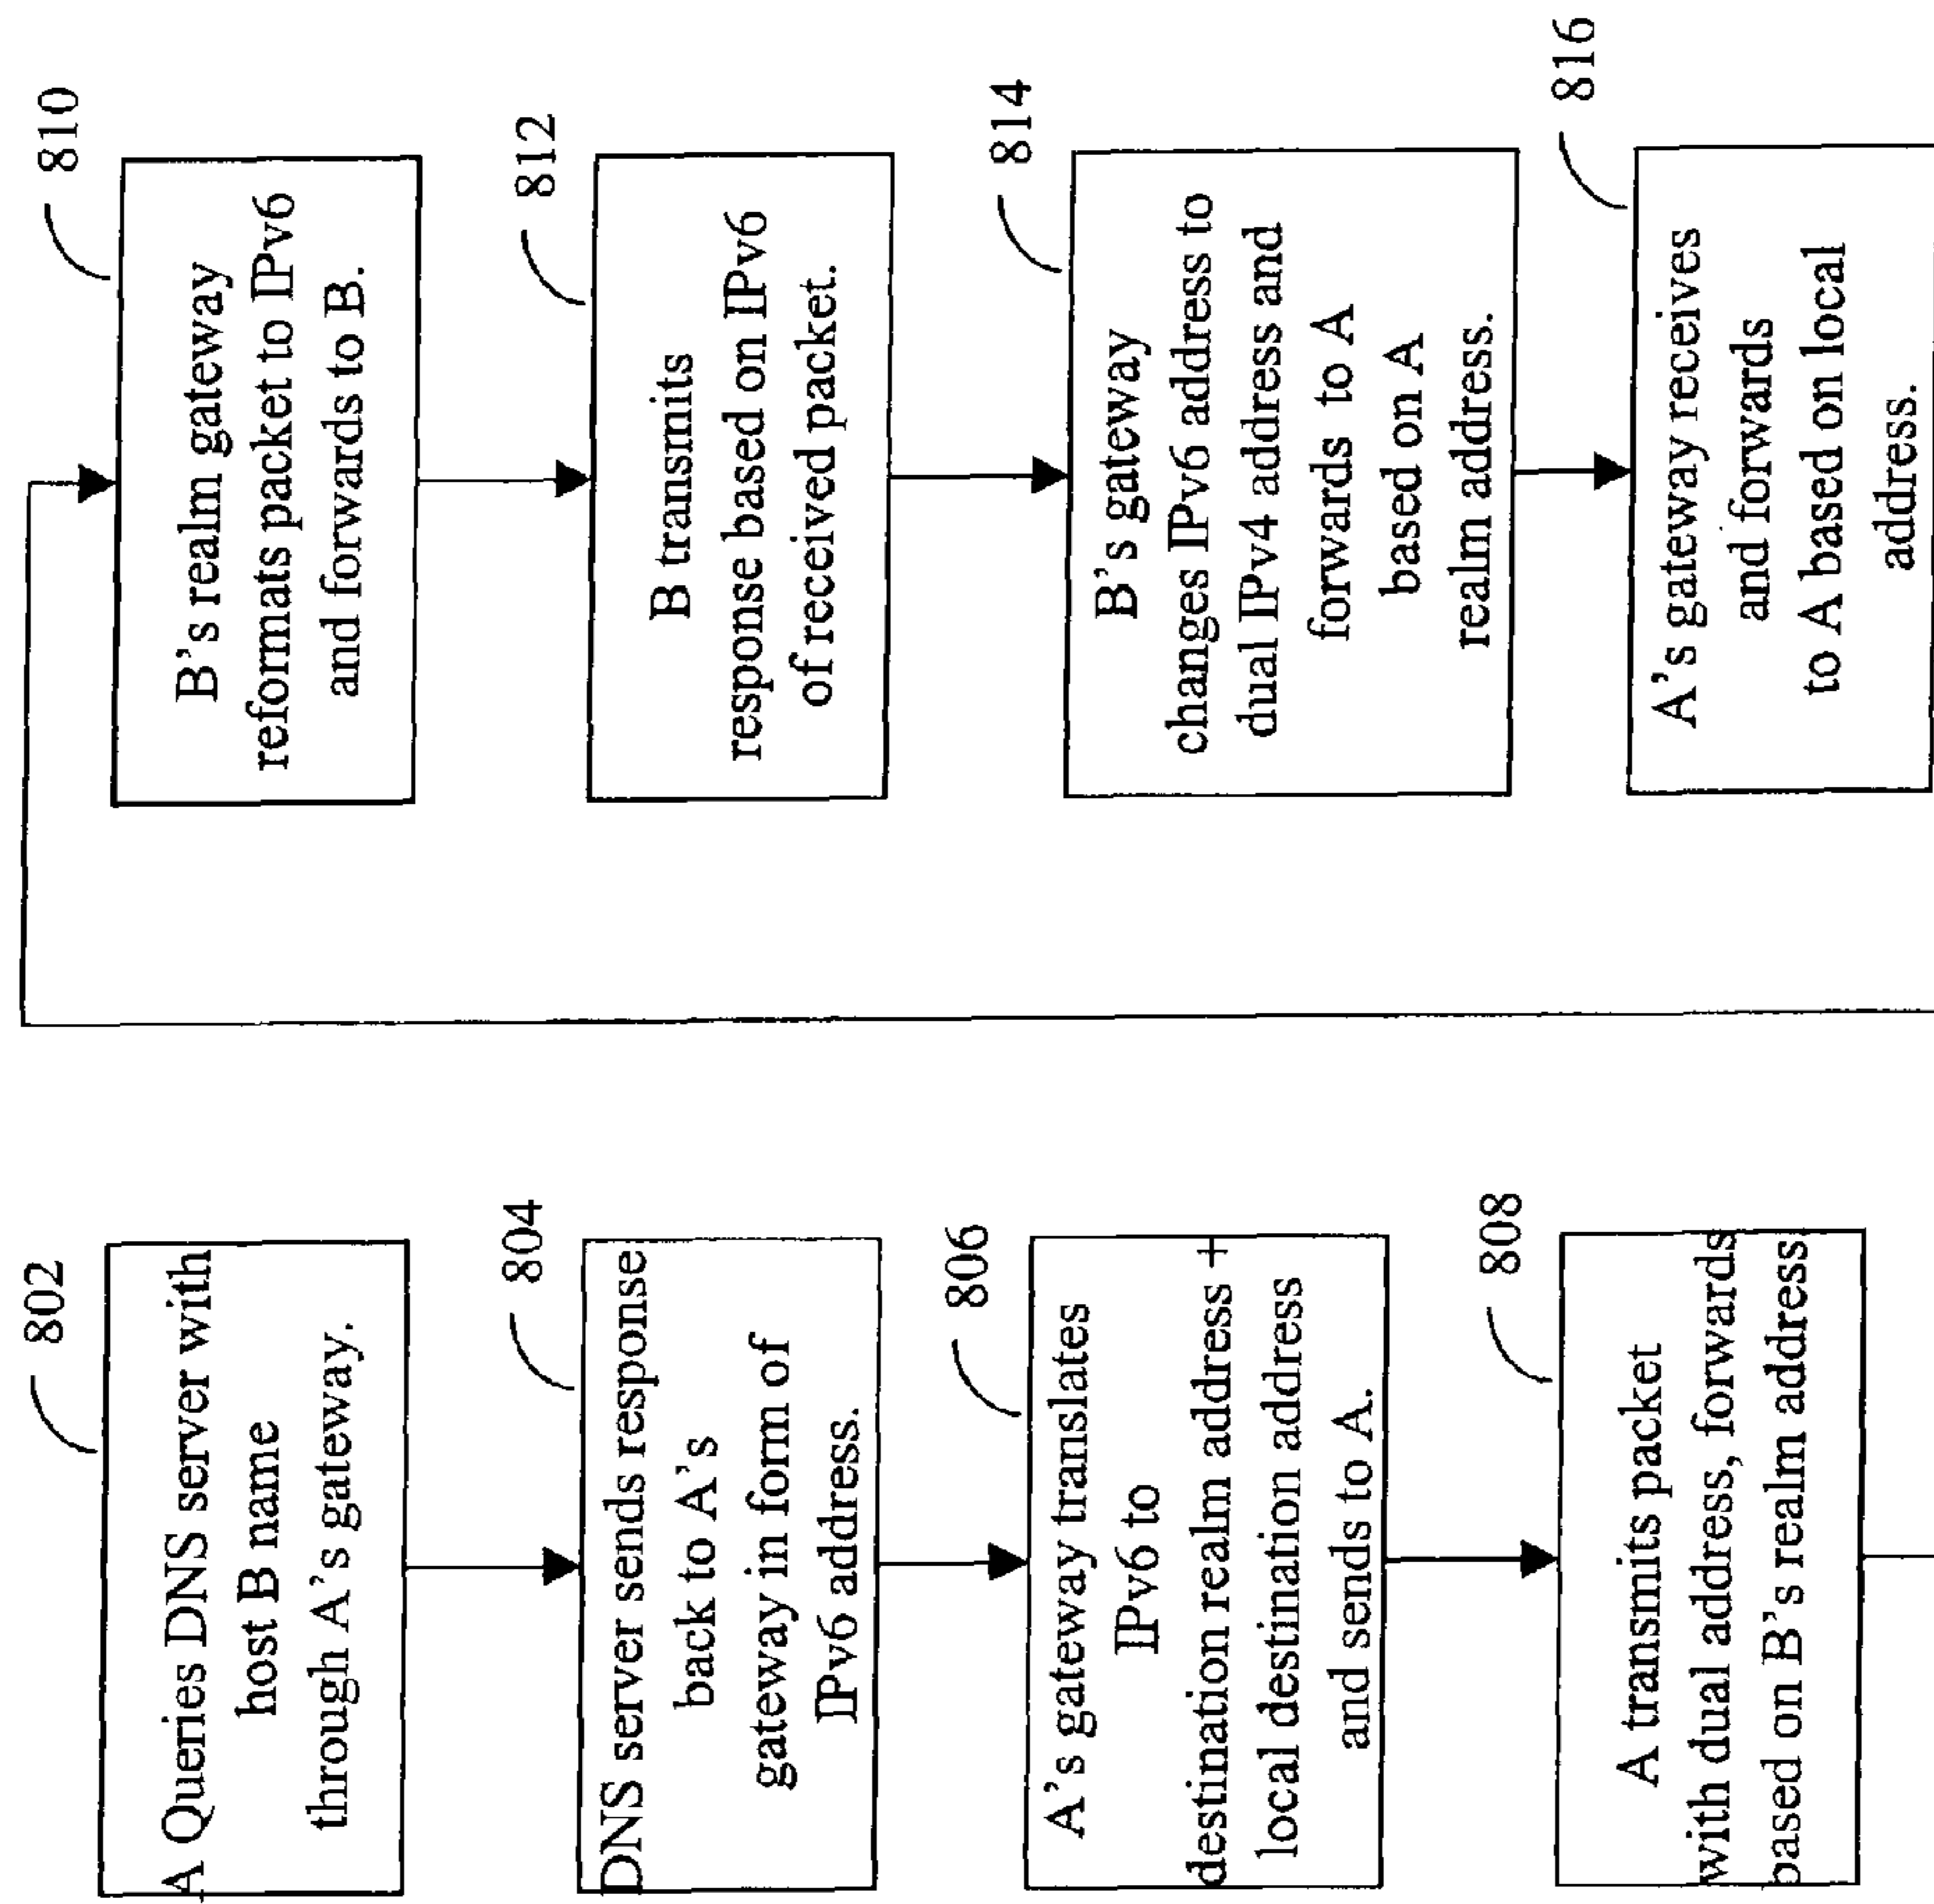 802
A Queries DNS server with
host B name
through A's gateway.
804
DNS server sends response
back to A's
gateway in form of
IPv6 address.
806
A's gateway translates
IPv6 to
destination realm address +
local destination address
and sends to A.
808
A transmits packet
with dual address, forwards
based on B's realm address
810
B's realm gateway
reformats packet to IPv6
and forwards to B.
812
B transmits
response based on IPv6
of received packet.
814
B's gateway
changes IPv6 address to
dual IPv4 address and
forwards to A
based on A
realm address.
816
A's gateway receives
and forwards
to A based on local
address.